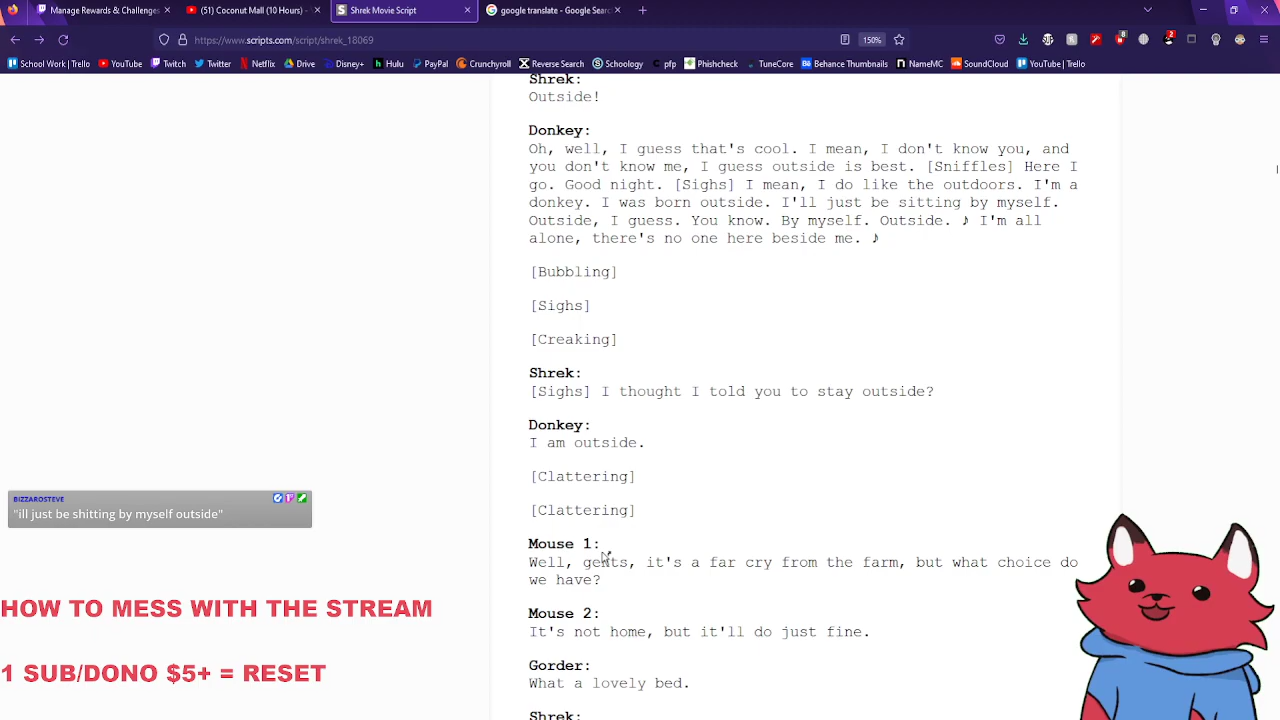 Manage Rewards & Challenges
(51) Coconut Mall (10 Hours) -
Shrek Movie Script
google translate - Google Searc
https://www.scripts.com/script/shrek_18069
150%
8
2
School Work | Trello
YouTube
Twitch
Twitter
Netflix
Drive
Disney+
Hulu
PayPal
Crunchyroll
Reverse Search
Schoology
pfp
Phishcheck
TuneCore
Behance Thumbnails
NameMC
SoundCloud
YouTube | Trello
Shrek:
Outside!
Donkey:
Oh, well, I guess that's cool. I mean, I don't know you, and
you don't know me, I guess outside is best. [Sniffles] Here I
go. Good night. [Sighs] I mean, I do like the outdoors. I'm a
donkey. I was born outside. I'll just be sitting by myself.
Outside, I guess. You know. By myself. Outside. ♪ I'm all
alone, there's no one here beside me. ♪
[Bubbling]
[Sighs]
[Creaking]
Shrek:
[Sighs] I thought I told you to stay outside?
Donkey:
I am outside.
[Clattering]
[Clattering]
Mouse 1:
Well, gents, it's a far cry from the farm, but what choice do
we have?
Mouse 2:
It's not home, but it'll do just fine.
Gorder:
What a lovely bed.
Shrek:
BIZZAROSTEVE
"ill just be shitting by myself outside"
HOW TO MESS WITH THE STREAM
1 SUB/DONO $5+ = RESET